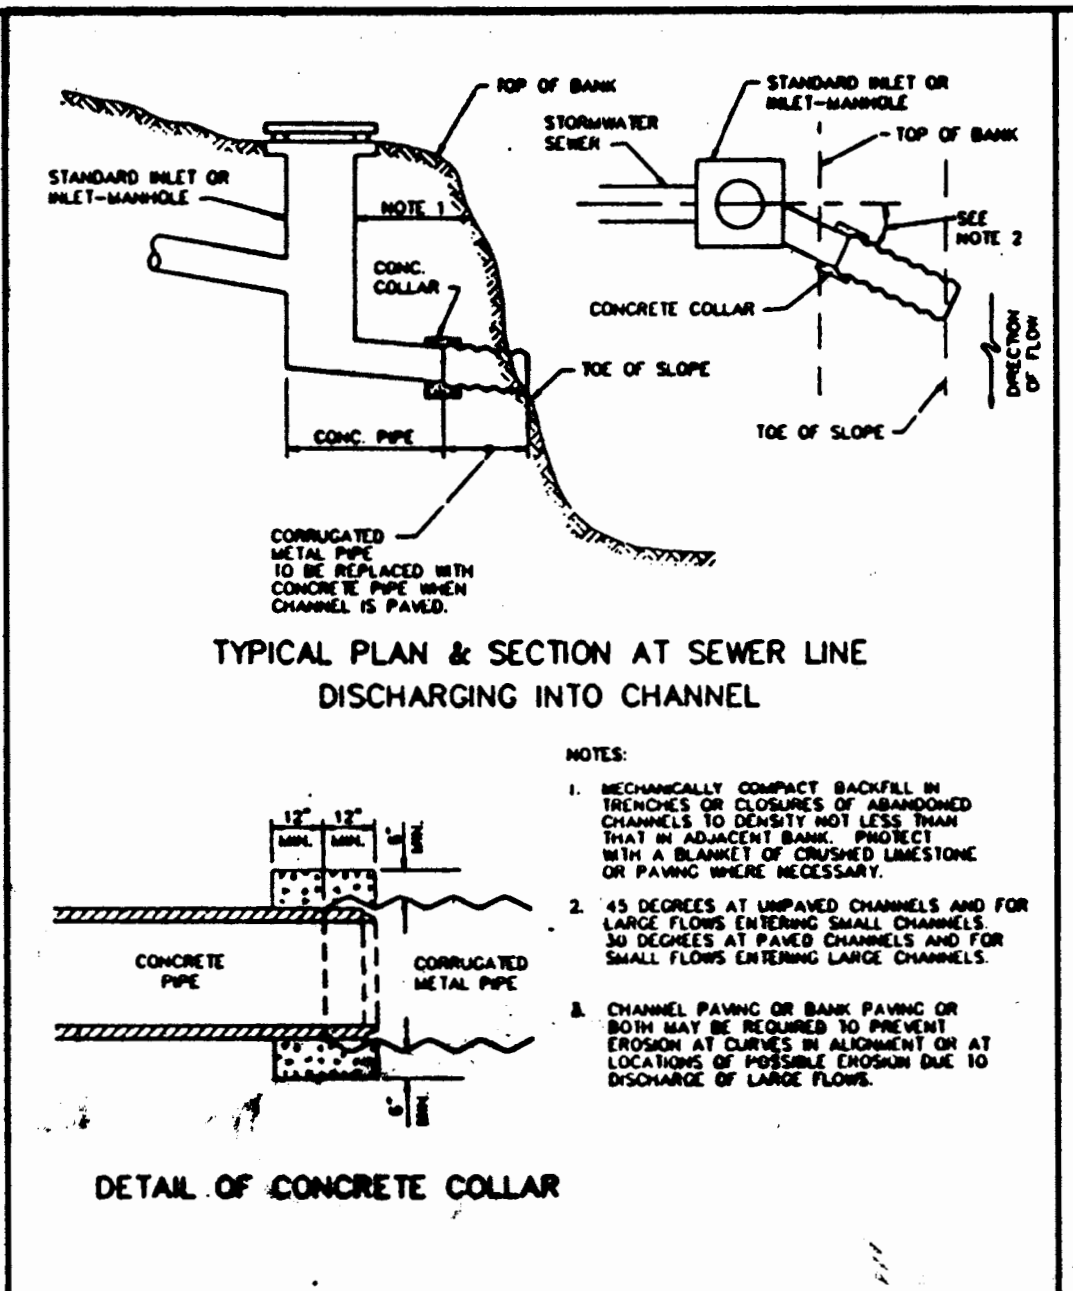 TOP OF BANK
STANDARD INLET OR
INLET-MANHOLE
NOTE 1
CONC.
COLLAR
TOE OF SLOPE
CONC. PIPE
CORRUGATED
METAL PIPE
TO BE REPLACED WITH
CONCRETE PIPE WHEN
CHANNEL IS PAVED.
STANDARD INLET OR
INLET-MANHOLE
STORMWATER
SEWER
TOP OF BANK
SEE
NOTE 2
CONCRETE COLLAR
DIRECTION
OF FLOW
TOE OF SLOPE
TYPICAL PLAN & SECTION AT SEWER LINE
DISCHARGING INTO CHANNEL
NOTES:
1. MECHANICALLY COMPACT BACKFILL IN
TRENCHES OR CLOSURES OF ABANDONED
CHANNELS TO DENSITY NOT LESS THAN
THAT IN ADJACENT BANK. PROTECT
WITH A BLANKET OF CRUSHED LIMESTONE
OR PAVING WHERE NECESSARY.
2. 45 DEGREES AT UNPAVED CHANNELS AND FOR
LARGE FLOWS ENTERING SMALL CHANNELS.
30 DEGREES AT PAVED CHANNELS AND FOR
SMALL FLOWS ENTERING LARGE CHANNELS.
3. CHANNEL PAVING OR BANK PAVING OR
BOTH MAY BE REQUIRED TO PREVENT
EROSION AT CURVES IN ALIGNMENT OR AT
LOCATIONS OF POSSIBLE EROSION DUE TO
DISCHARGE OF LARGE FLOWS.
12" 12"
MIN. MIN.
6"
MIN.
CONCRETE
PIPE
CORRUGATED
METAL PIPE
6"
MIN.
DETAIL OF CONCRETE COLLAR